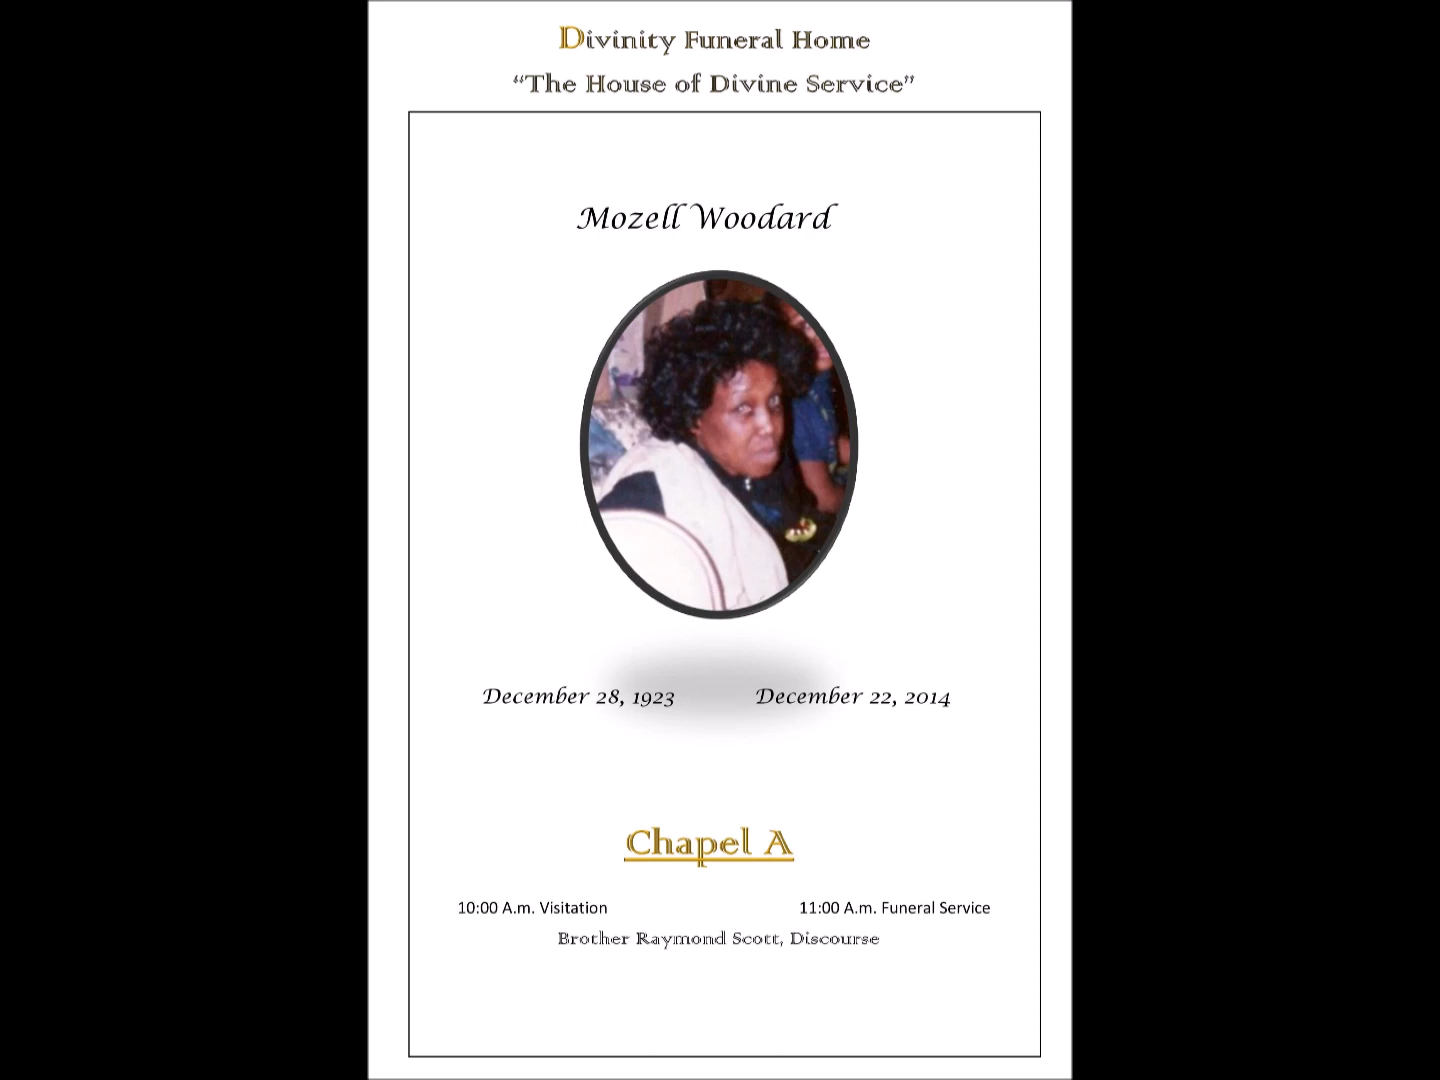 Divinity Funeral Home
“The House of Divine Service”
Mozell Woodard
December 28, 1923 December 22, 2014
Chapel A
10:00 A.m. Visitation 11:00 A.m. Funeral Service
Brother Raymond Scott, Discourse